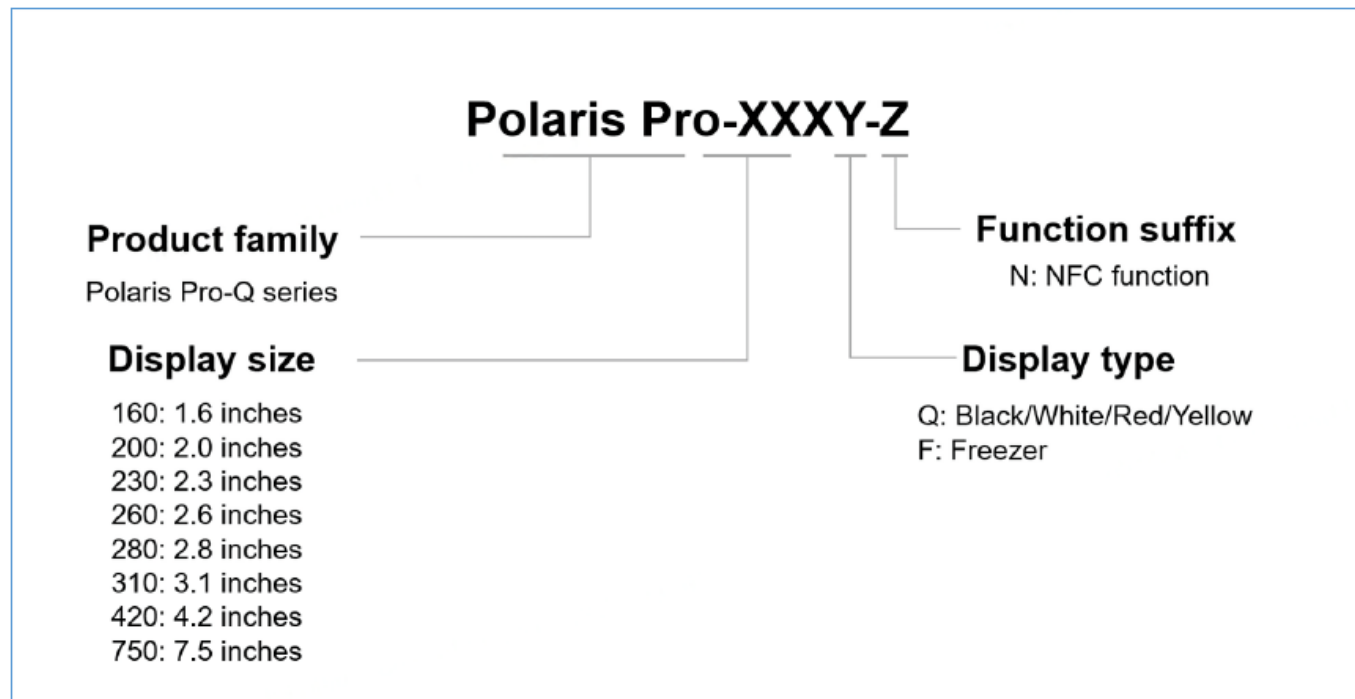 Polaris Pro-XXXY-Z
Product family
Polaris Pro-Q series
Display size
160: 1.6 inches
200: 2.0 inches
230: 2.3 inches
260: 2.6 inches
280: 2.8 inches
310: 3.1 inches
420: 4.2 inches
750: 7.5 inches
Function suffix
N: NFC function
Display type
Q: Black/White/Red/Yellow
F: Freezer